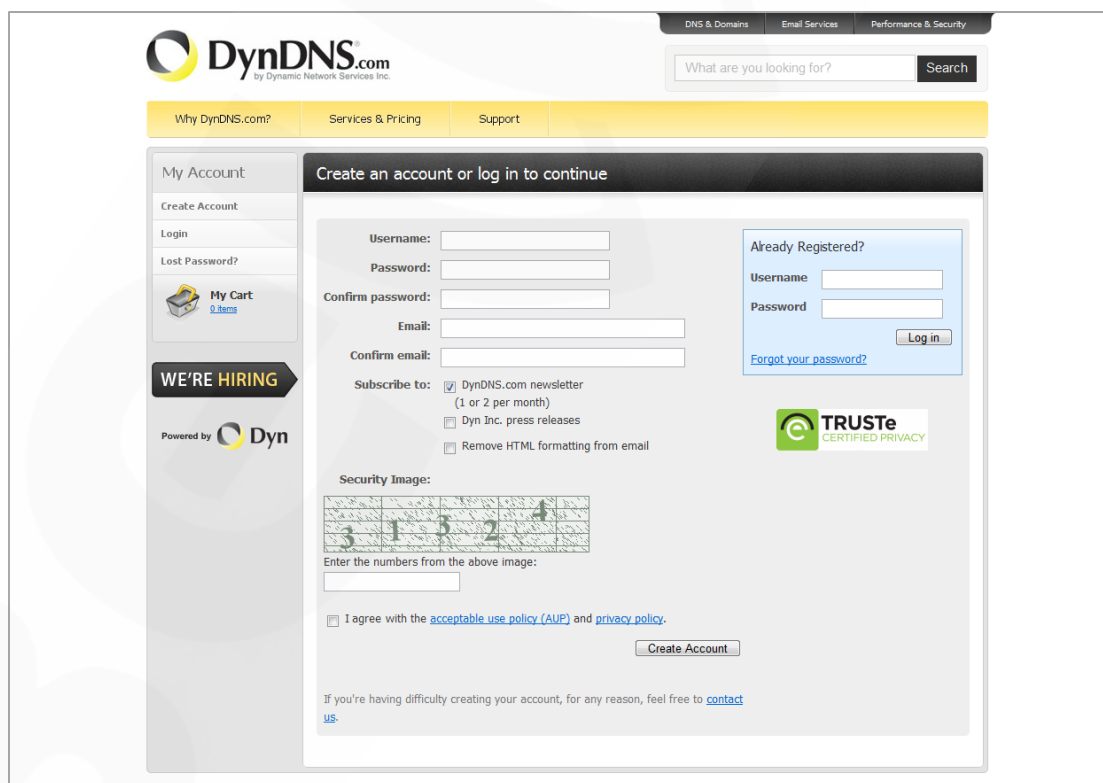 DNS & Domains
Email Services
Performance & Security
DynDNS.com
by Dynamic Network Services Inc.
What are you looking for?
Search
Why DynDNS.com?
Services & Pricing
Support
My Account
Create Account
Login
Lost Password?
My Cart
0 items
WE'RE HIRING
Powered by Dyn
Create an account or log in to continue
Username:
Password:
Confirm password:
Email:
Confirm email:
Subscribe to:
DynDNS.com newsletter
(1 or 2 per month)
Dyn Inc. press releases
Remove HTML formatting from email
Security Image:
3 1 3 2 4
Enter the numbers from the above image:
I agree with the acceptable use policy (AUP) and privacy policy.
Create Account
If you're having difficulty creating your account, for any reason, feel free to contact
us.
Already Registered?
Username
Password
Log in
Forgot your password?
TRUSTe
CERTIFIED PRIVACY